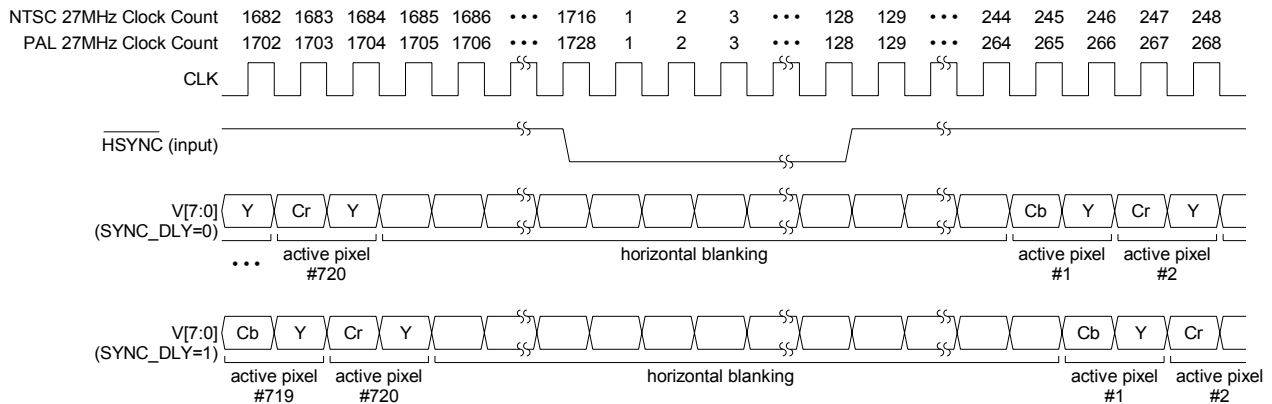 NTSC 27MHz Clock Count 1682 1683 1684 1685 1686 ••• 1716 1 2 3 ••• 128 129 ••• 244 245 246 247 248
PAL 27MHz Clock Count 1702 1703 1704 1705 1706 ••• 1728 1 2 3 ••• 128 129 ••• 264 265 266 267 268
CLK
HSYNC (input)
V[7:0] Y Cr Y Cb Y Cr Y
(SYNC_DLY=0)
••• active pixel horizontal blanking active pixel active pixel
#720 #1 #2
V[7:0] Cb Y Cr Y Cb Y Cr
(SYNC_DLY=1)
active pixel active pixel horizontal blanking active pixel active pixel
#719 #720 #1 #2